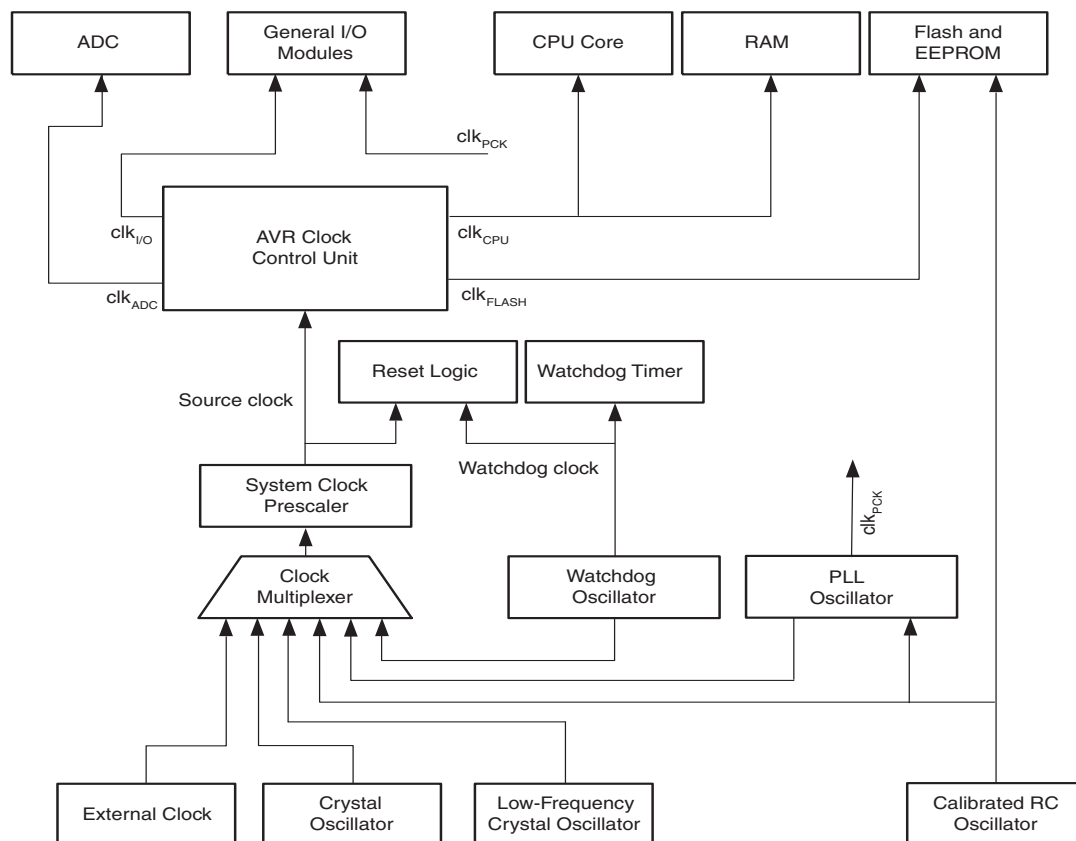 ADC
General I/O
Modules
CPU Core
RAM
Flash and
EEPROM
clkPCK
clkI/O
AVR Clock
Control Unit
clkCPU
clkADC
clkFLASH
Reset Logic
Watchdog Timer
Source clock
Watchdog clock
System Clock
Prescaler
clkPCK
Clock
Multiplexer
Watchdog
Oscillator
PLL
Oscillator
External Clock
Crystal
Oscillator
Low-Frequency
Crystal Oscillator
Calibrated RC
Oscillator